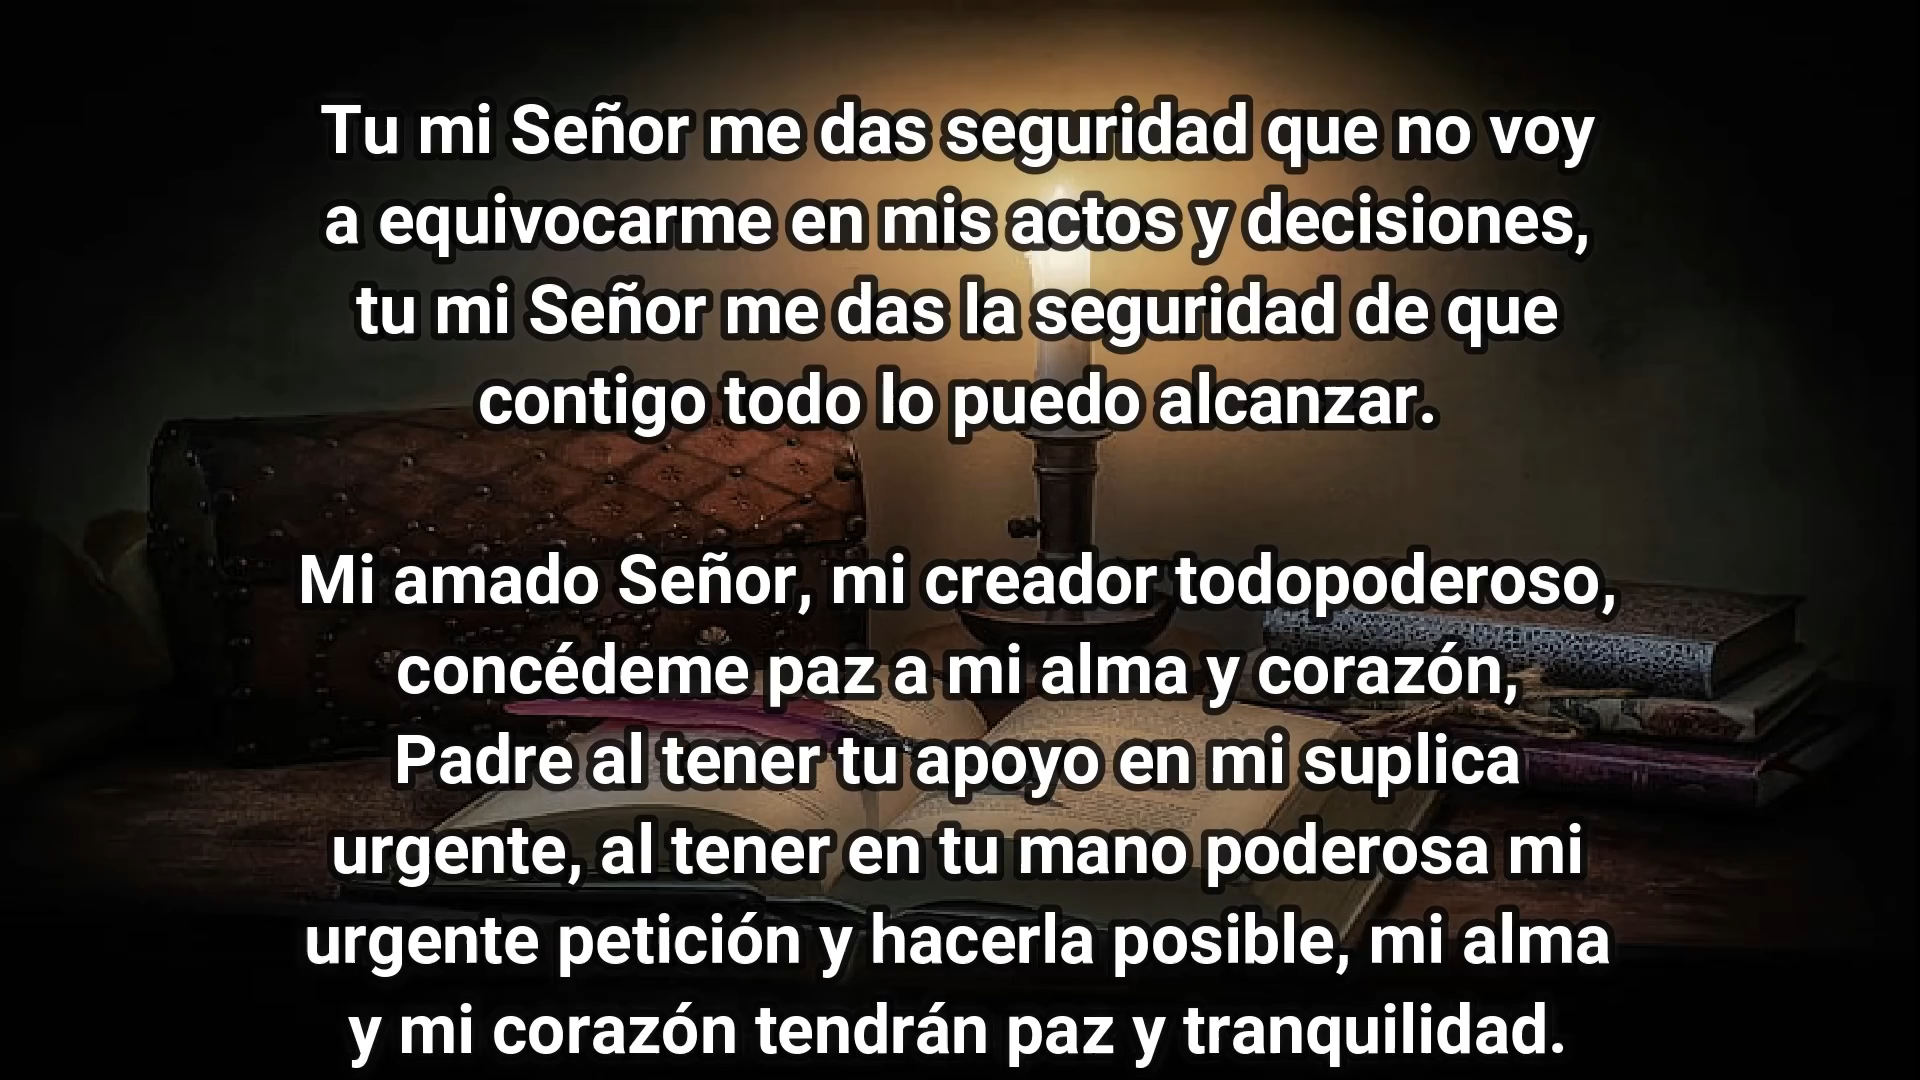 Tu mi Señor me das seguridad que no voy
a equivocarme en mis actos y decisiones,
tu mi Señor me das la seguridad de que
contigo todo lo puedo alcanzar.
Mi amado Señor, mi creador todopoderoso,
concédeme paz a mi alma y corazón,
Padre al tener tu apoyo en mi suplica
urgente, al tener en tu mano poderosa mi
urgente petición y hacerla posible, mi alma
y mi corazón tendrán paz y tranquilidad.